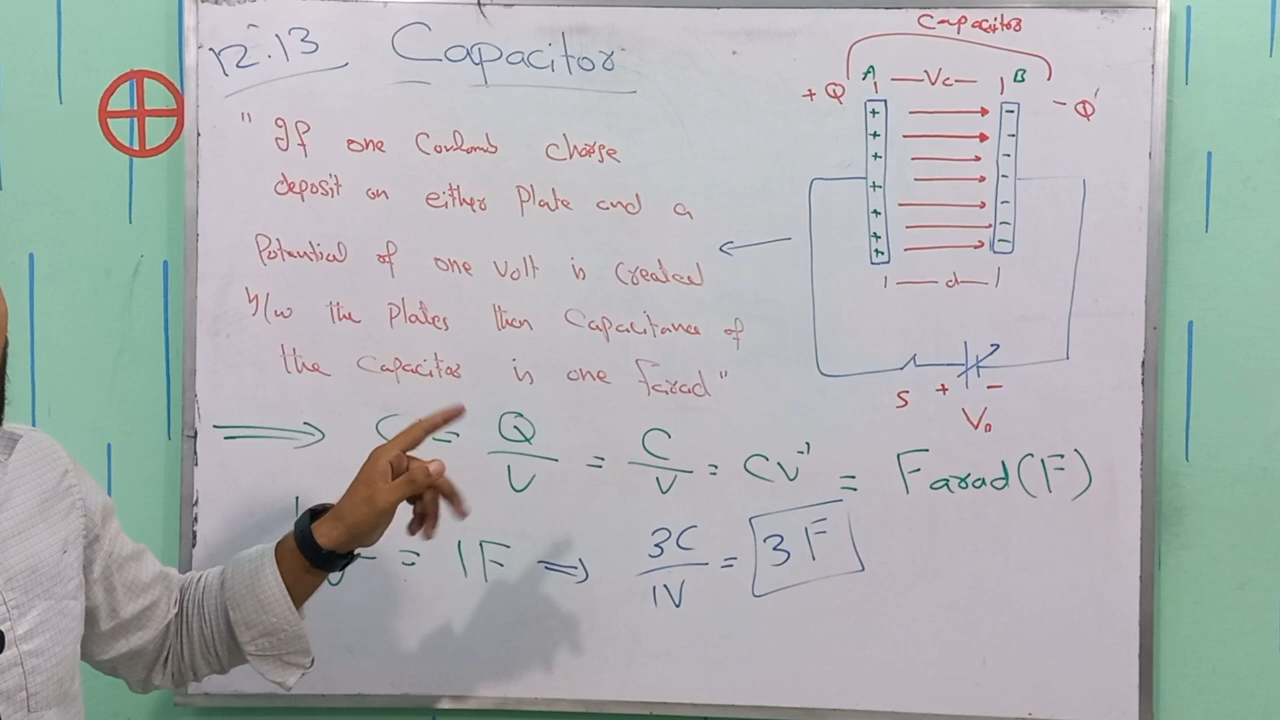 12.13 Capacitor
" If one Coulomb charge
deposit on either Plate and a
Potential of one volt is Created
b/w the Plates then Capacitance of
the Capacitor is one farad "
⟹ C = Q/V = C/V = CV⁻¹ = Farad(F)
= 1F ⟹ 3C/1V = 3F
Capacitor
+Q A —Vc— B -Q
+ -
+ -
+ -
+ -
+ -
+ -
+ -
|—d—|
S + -